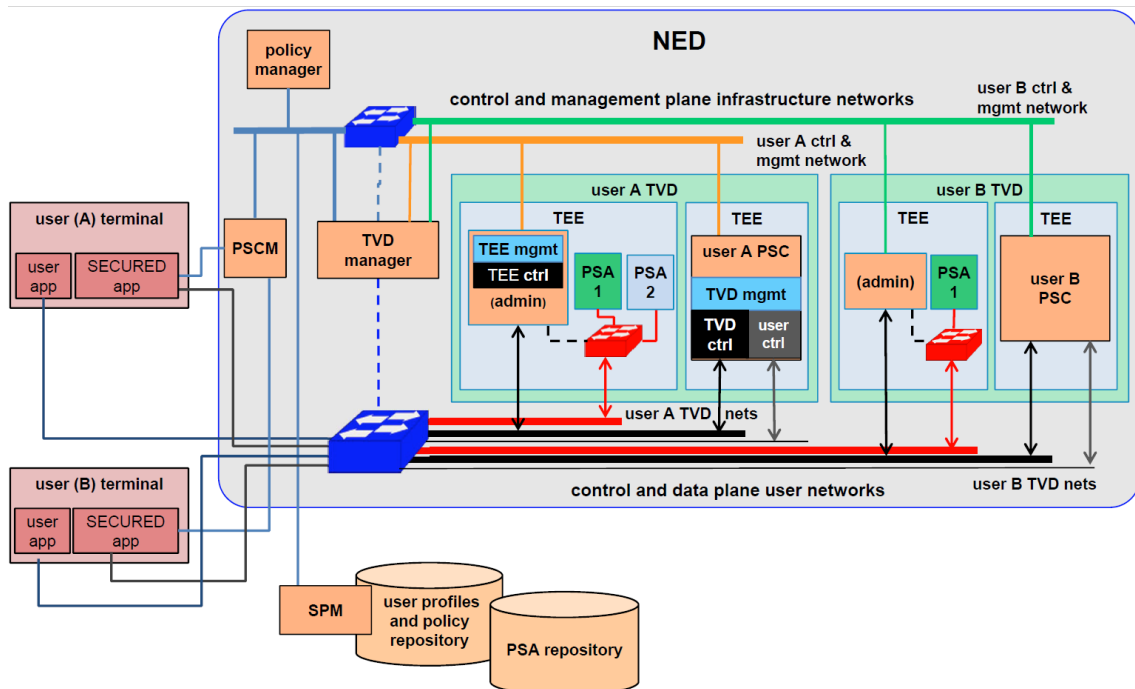 NED
policy
manager
control and management plane infrastructure networks
user B ctrl &
mgmt network
user A ctrl &
mgmt network
user A TVD
user B TVD
user (A) terminal
user
app
SECURED
app
PSCM
TVD
manager
TEE
TEE mgmt
TEE ctrl
(admin)
PSA
1
PSA
2
TEE
user A PSC
TVD mgmt
TVD
ctrl
user
ctrl
TEE
(admin)
PSA
1
TEE
user B
PSC
user A TVD nets
user (B) terminal
user
app
SECURED
app
control and data plane user networks
user B TVD nets
SPM
user profiles
and policy
repository
PSA repository